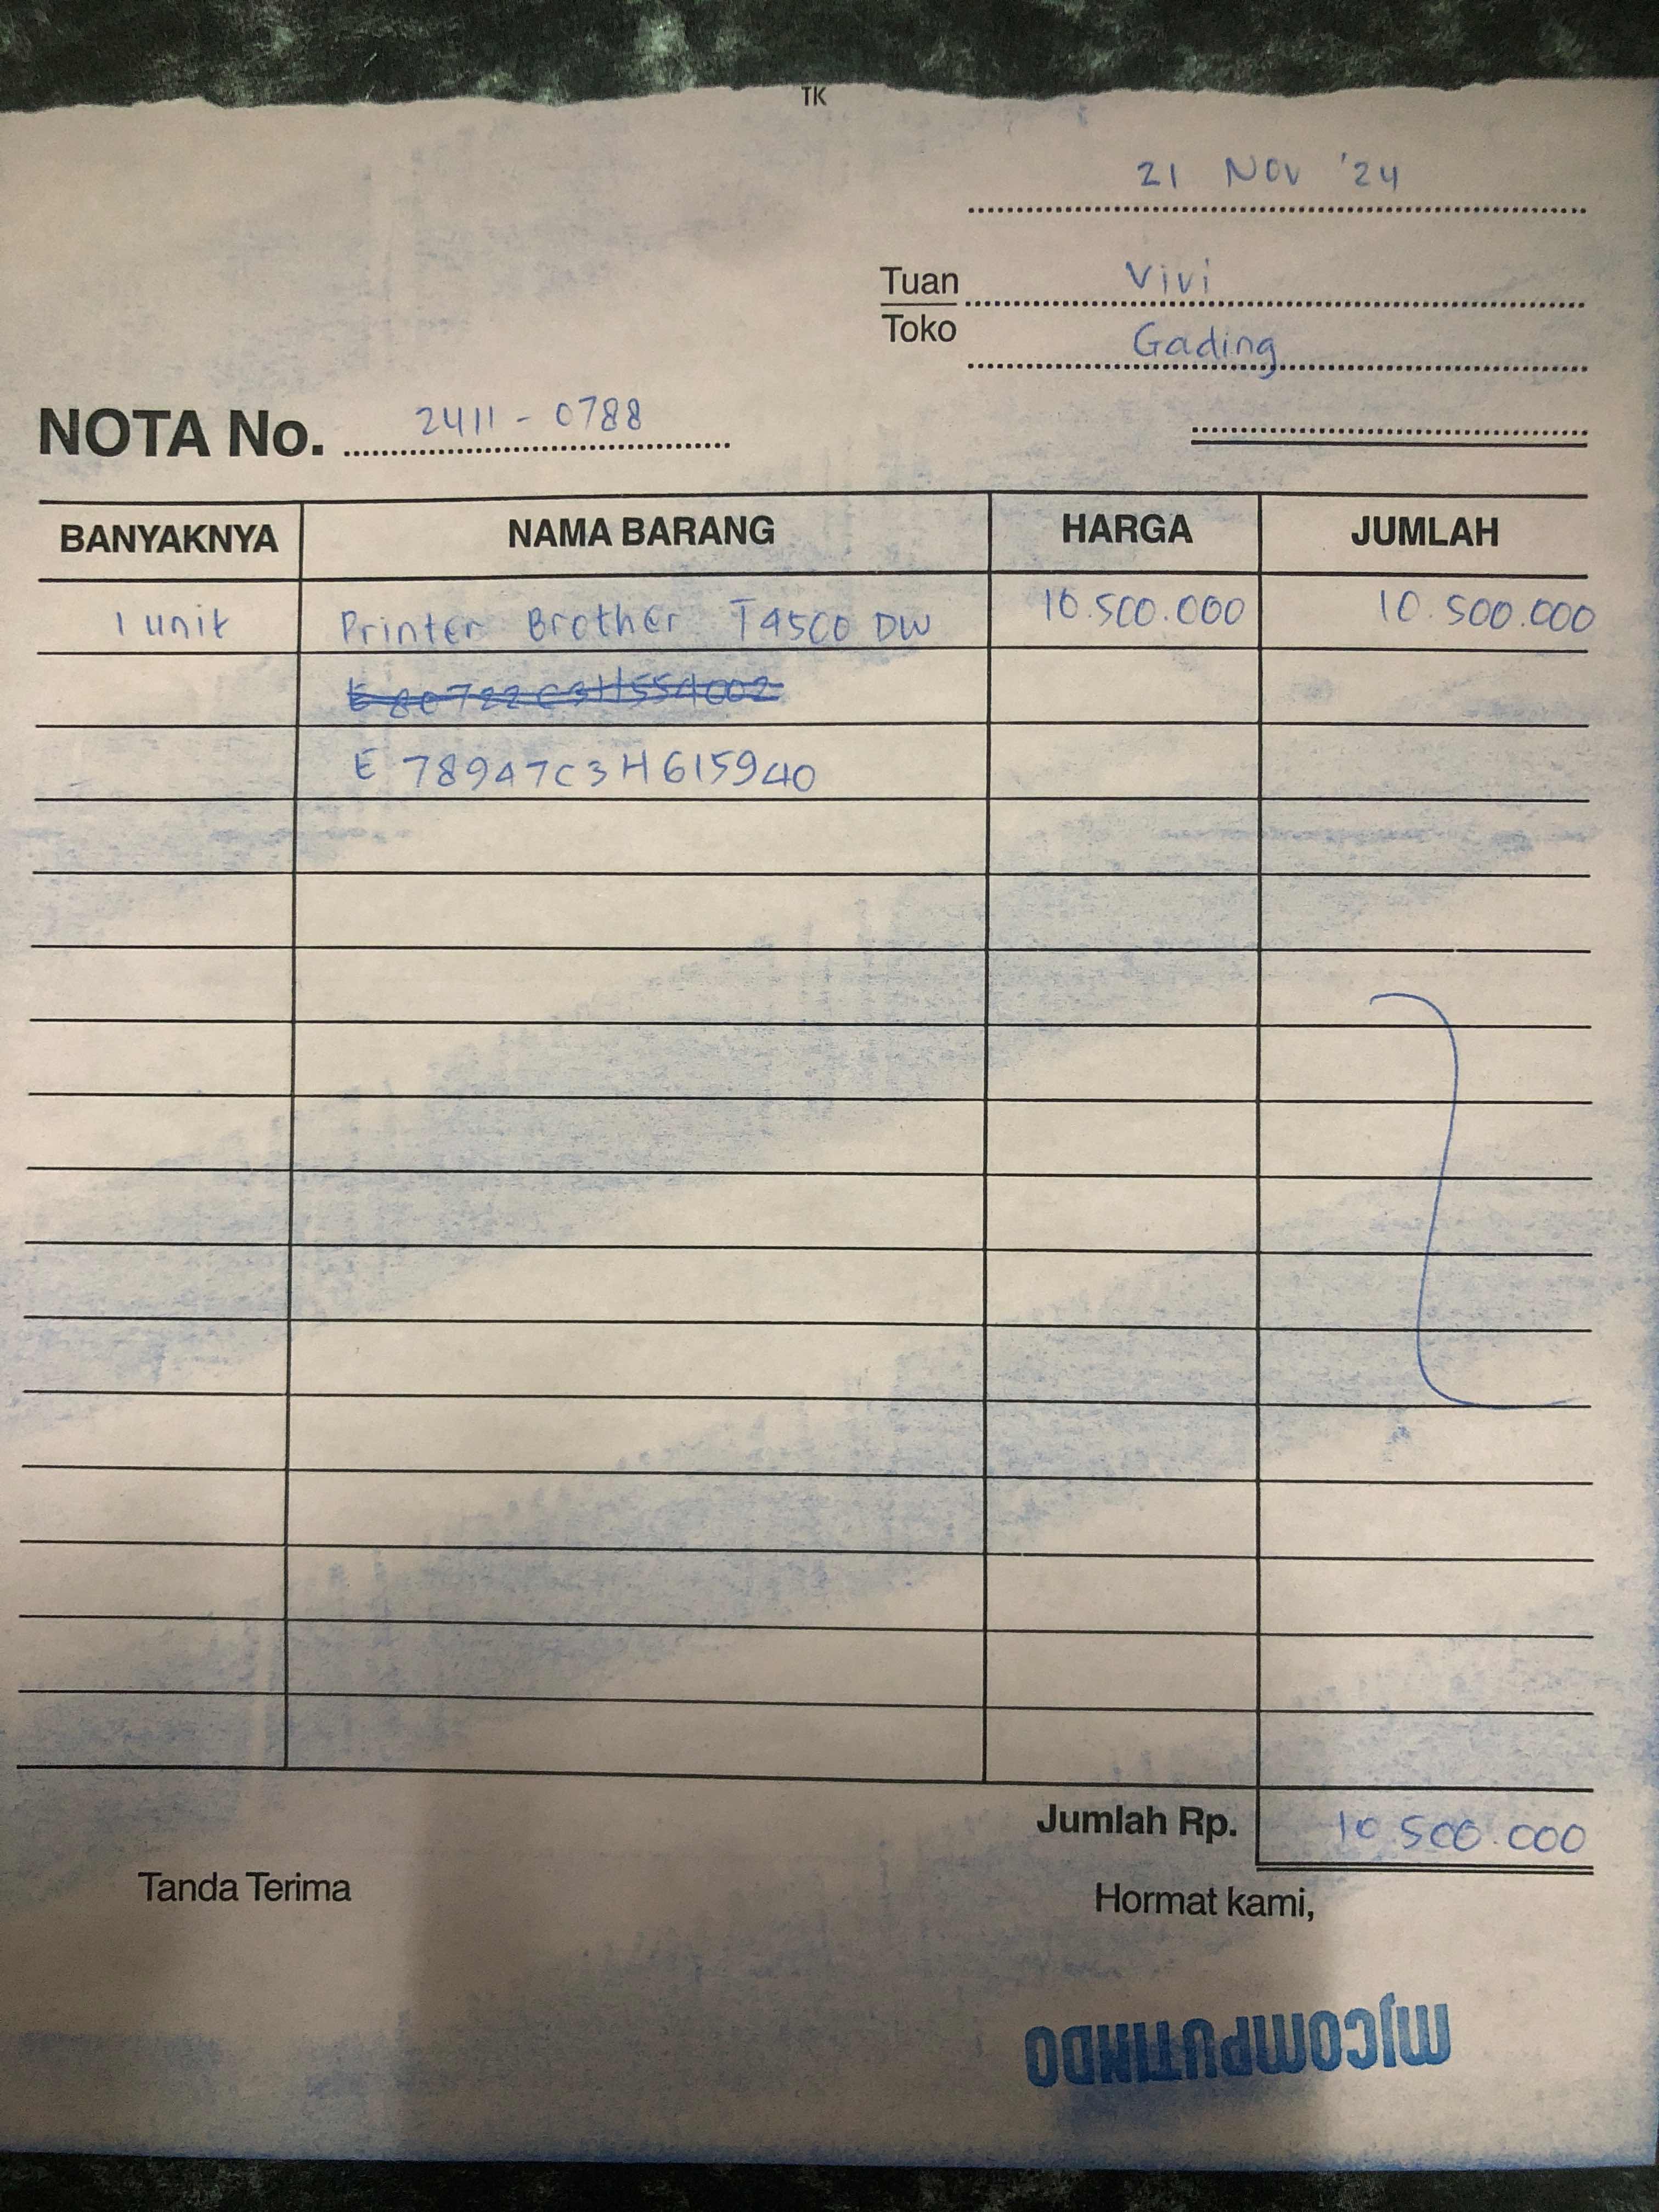 TK
21 Nov '24
Tuan Vivi
Toko Gading
NOTA No. 2411 - 0788
BANYAKNYA NAMA BARANG HARGA JUMLAH
1 unit Printer Brother T4500 DW 10.500.000 10.500.000
E 78947C3H615940
Jumlah Rp. 10.500.000
Tanda Terima Hormat kami,
mjCOMPUTINDO